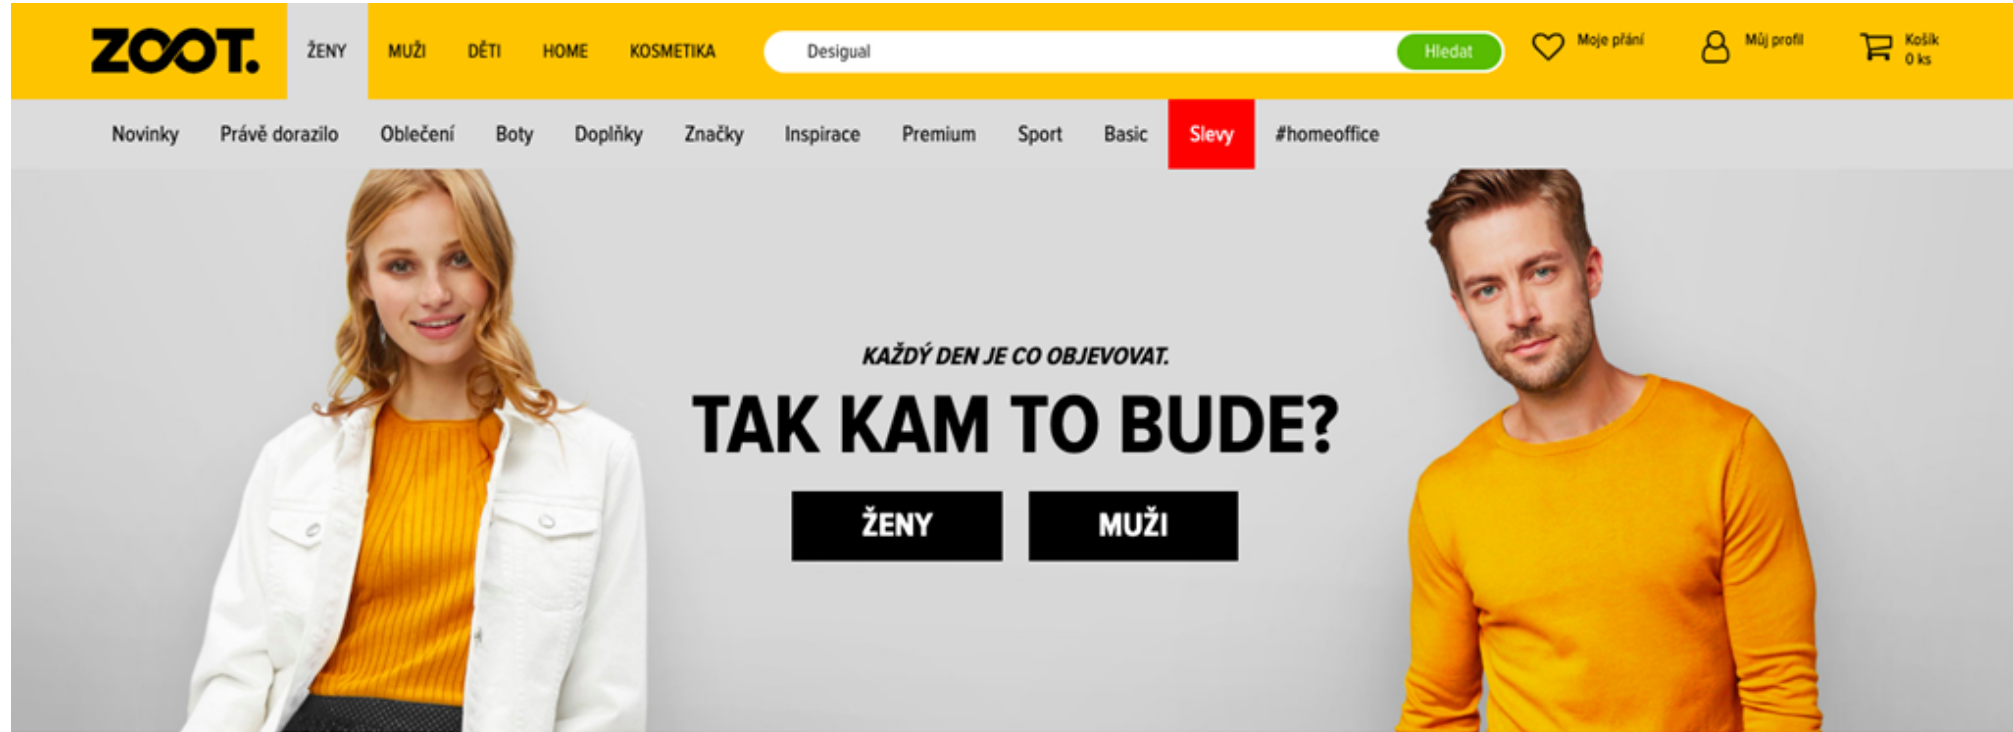 ZOOT.
ŽENY MUŽI DĚTI HOME KOSMETIKA
Desigual
Hledat
Moje přání
Můj profil
Košík
0 ks
Novinky Právě dorazilo Oblečení Boty Doplňky Značky Inspirace Premium Sport Basic Slevy #homeoffice
KAŽDÝ DEN JE CO OBJEVOVAT.
TAK KAM TO BUDE?
ŽENY MUŽI